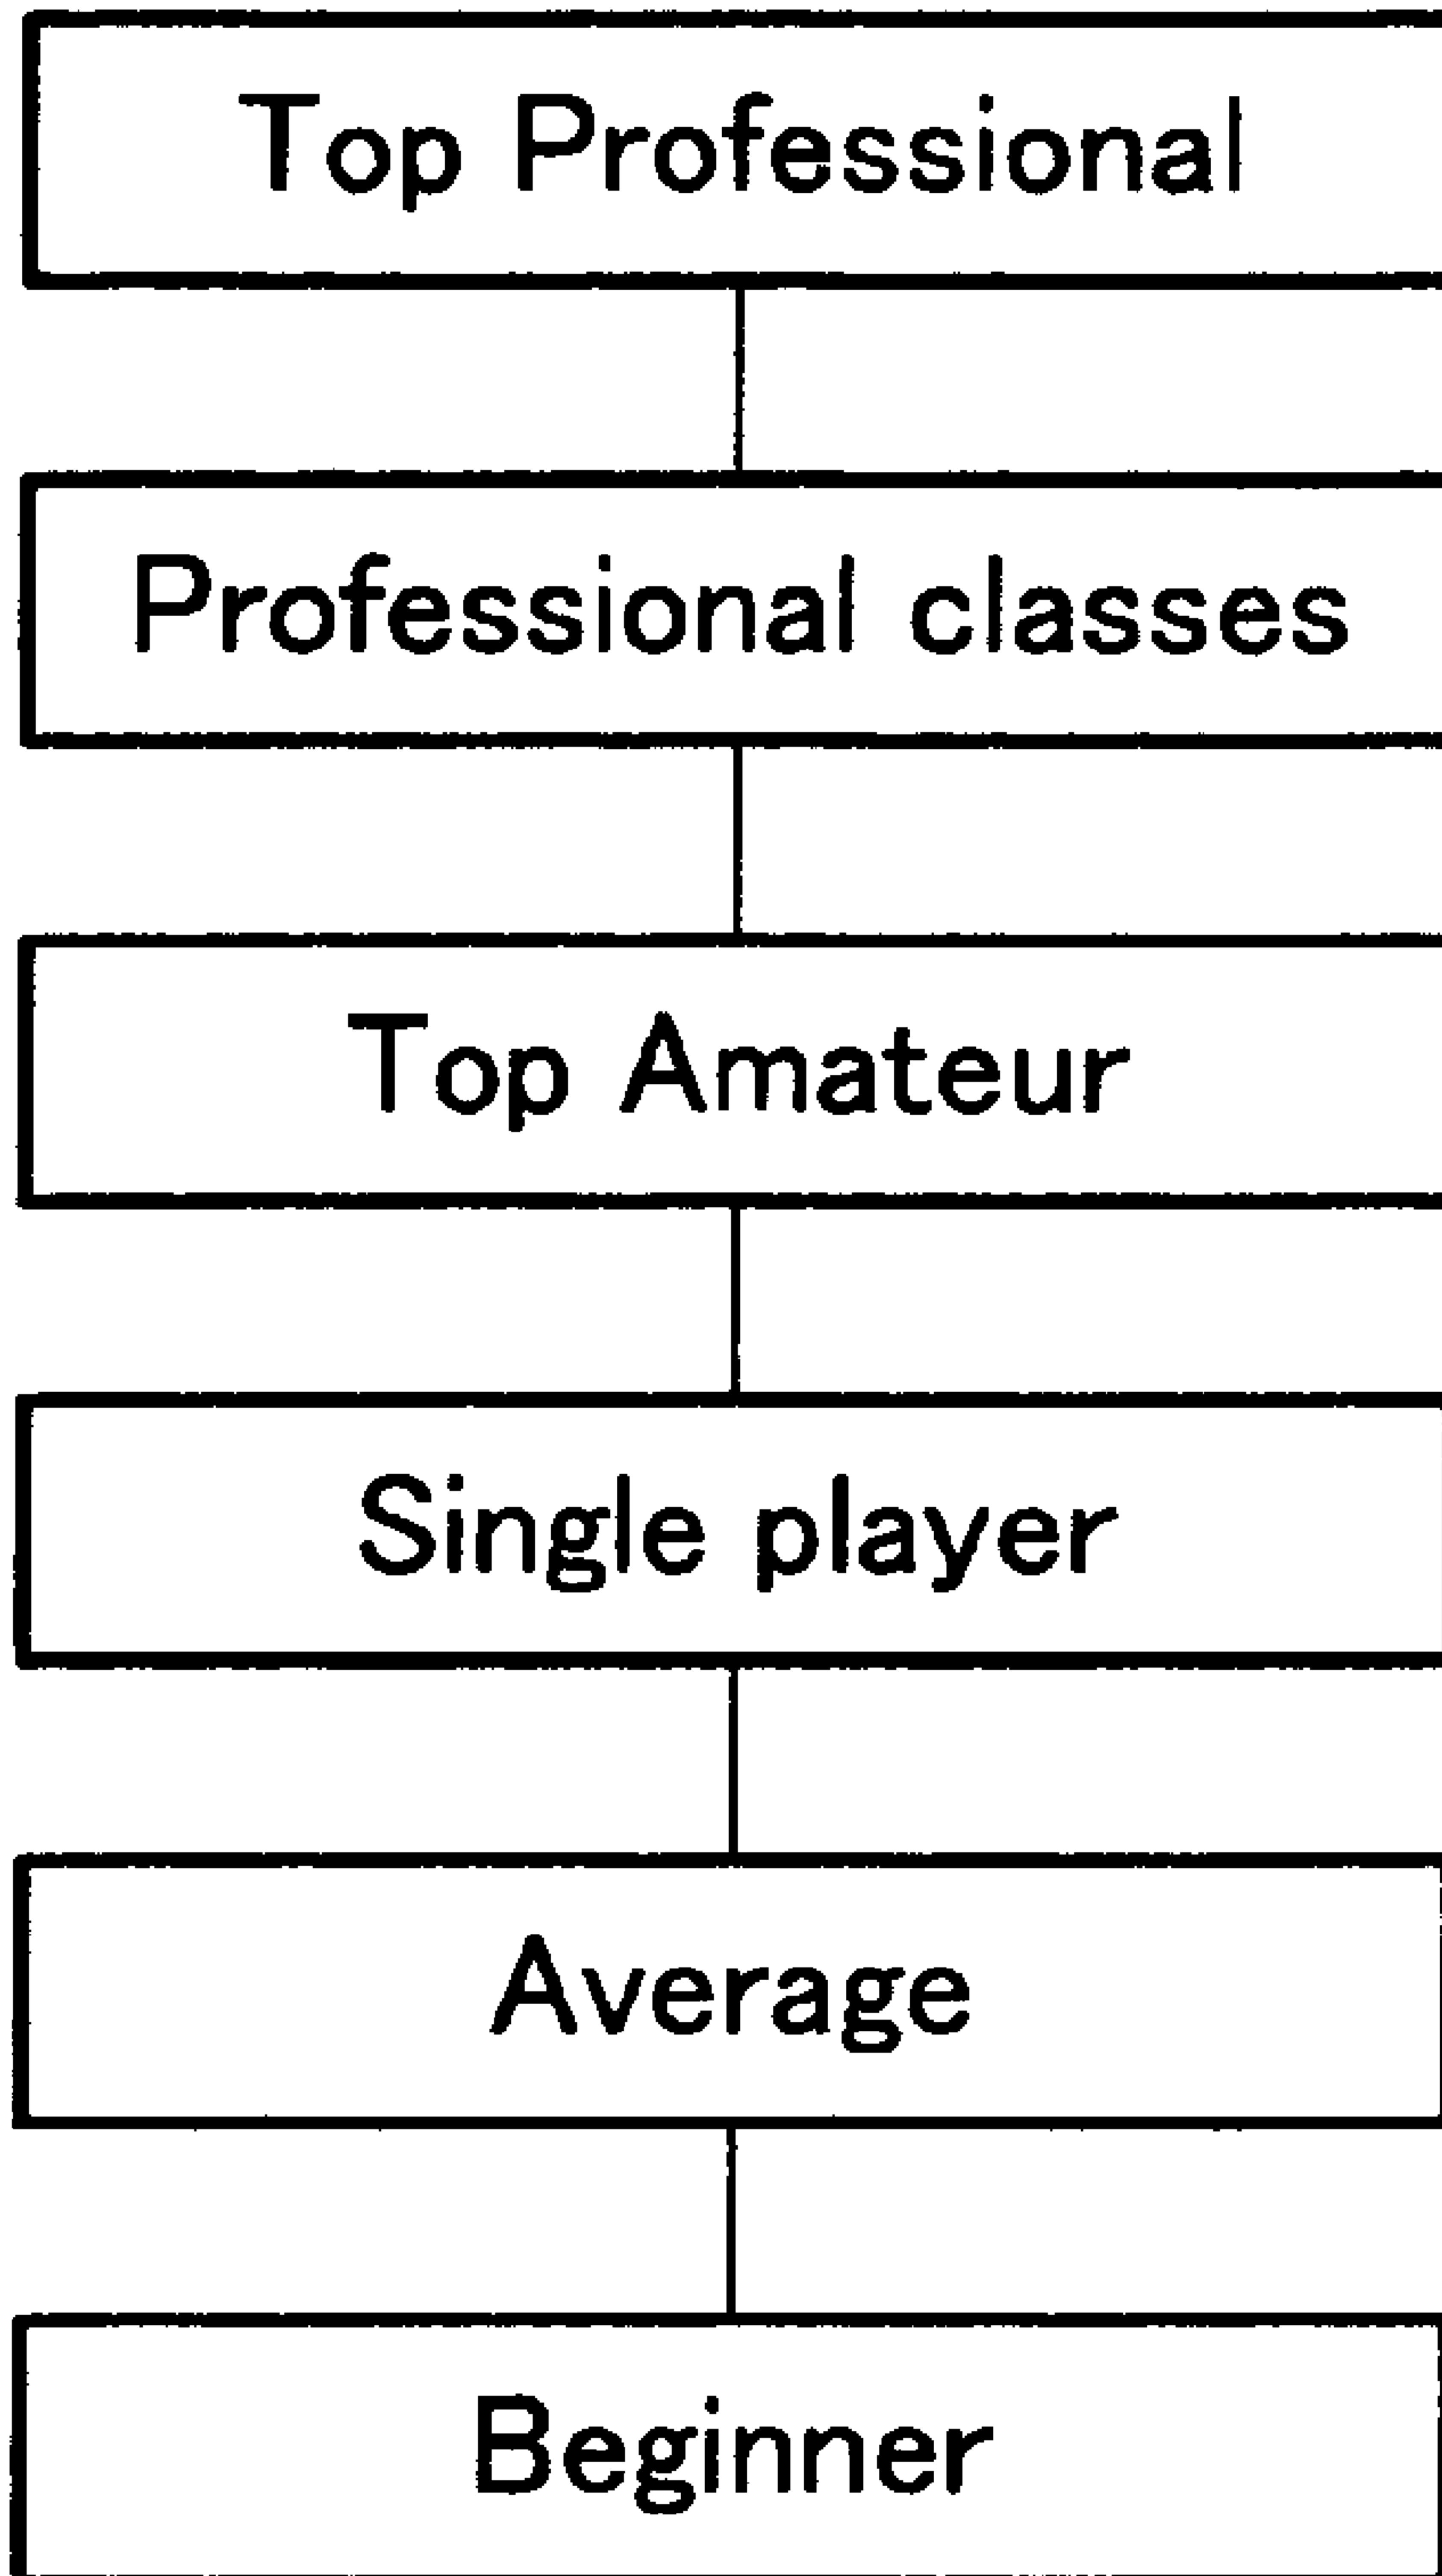 Top Professional
Professional classes
Top Amateur
Single player
Average
Beginner